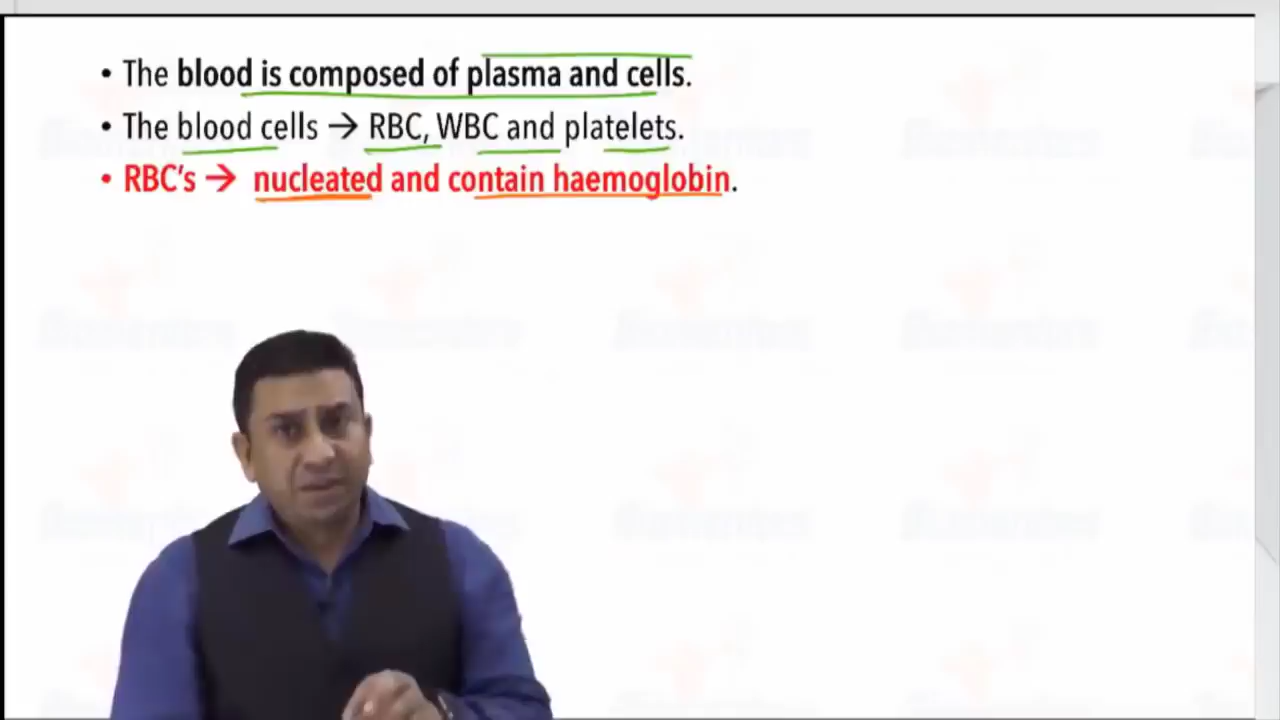 • The blood is composed of plasma and cells.
• The blood cells → RBC, WBC and platelets.
• RBC's → nucleated and contain haemoglobin.